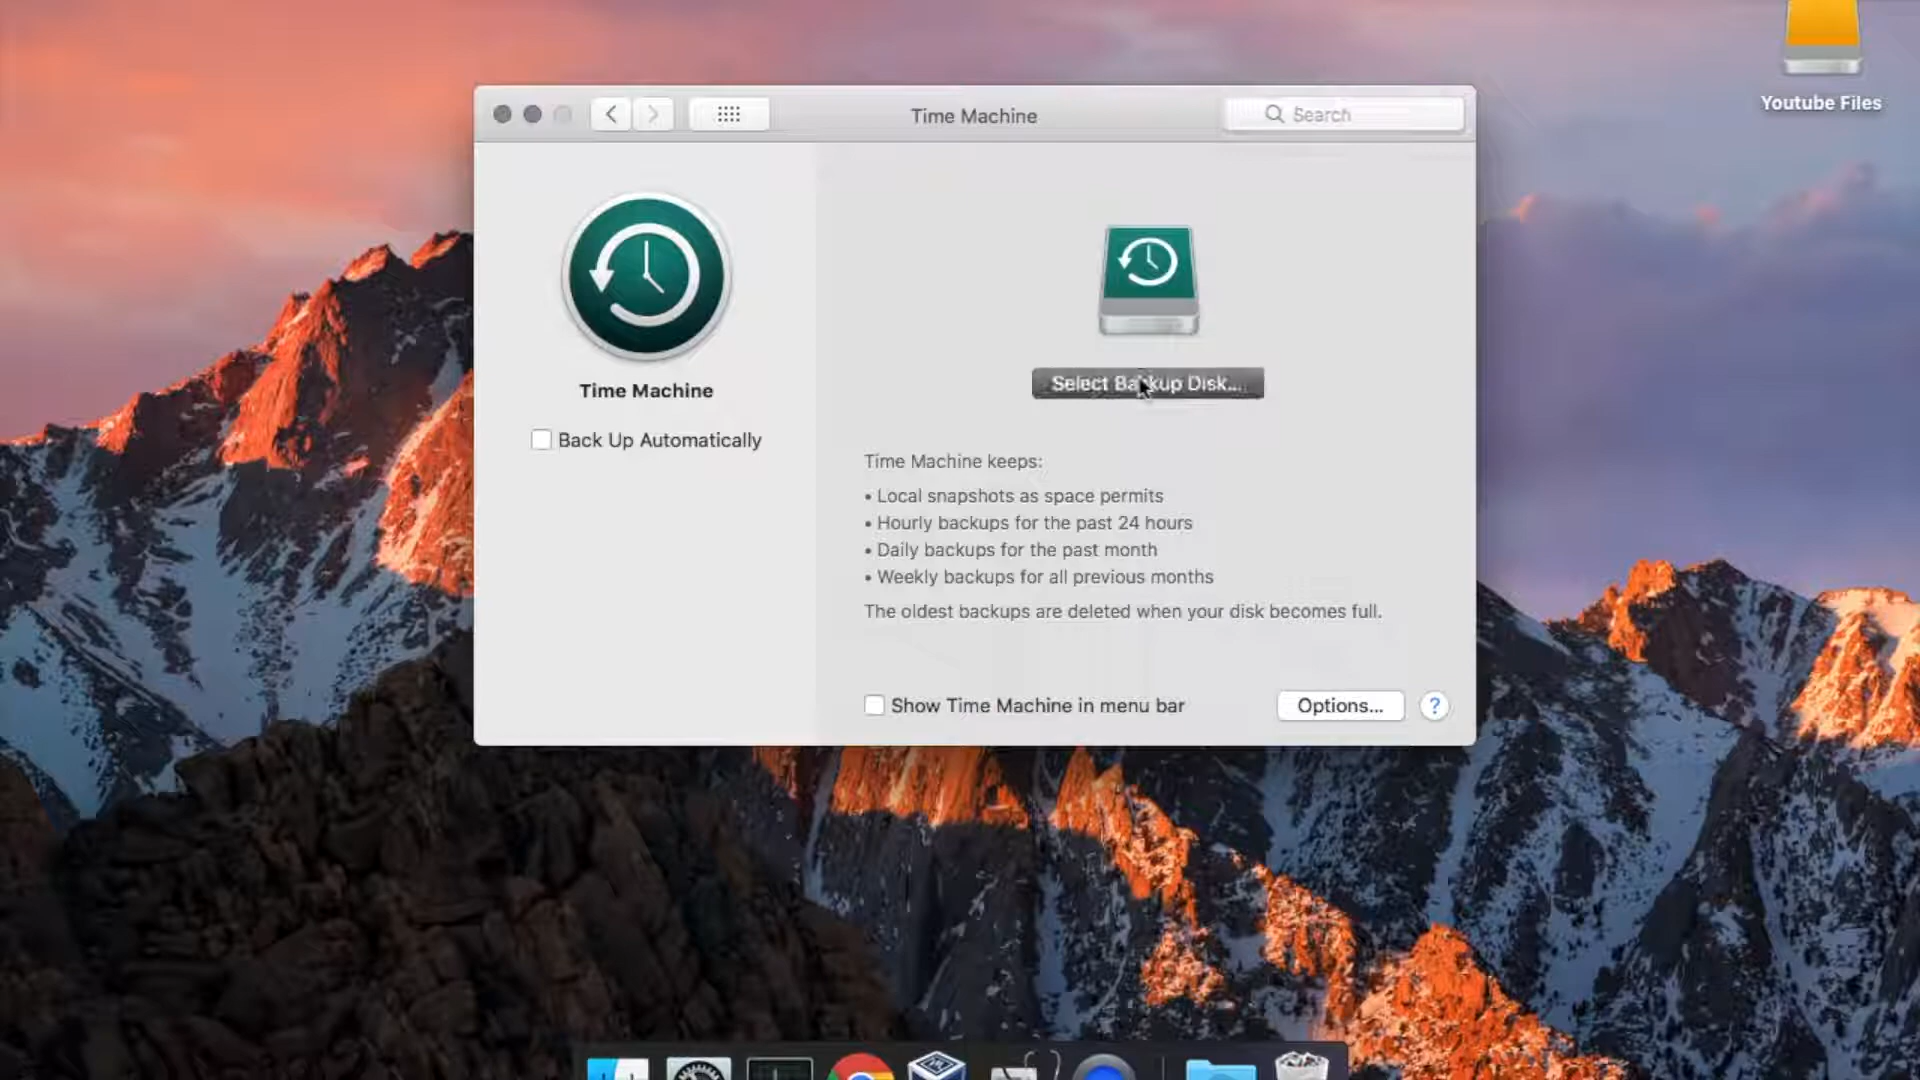 Youtube Files
Time Machine
Search
Time Machine
Back Up Automatically
Select Backup Disk...
Time Machine keeps:
• Local snapshots as space permits
• Hourly backups for the past 24 hours
• Daily backups for the past month
• Weekly backups for all previous months
The oldest backups are deleted when your disk becomes full.
Show Time Machine in menu bar
Options...
?